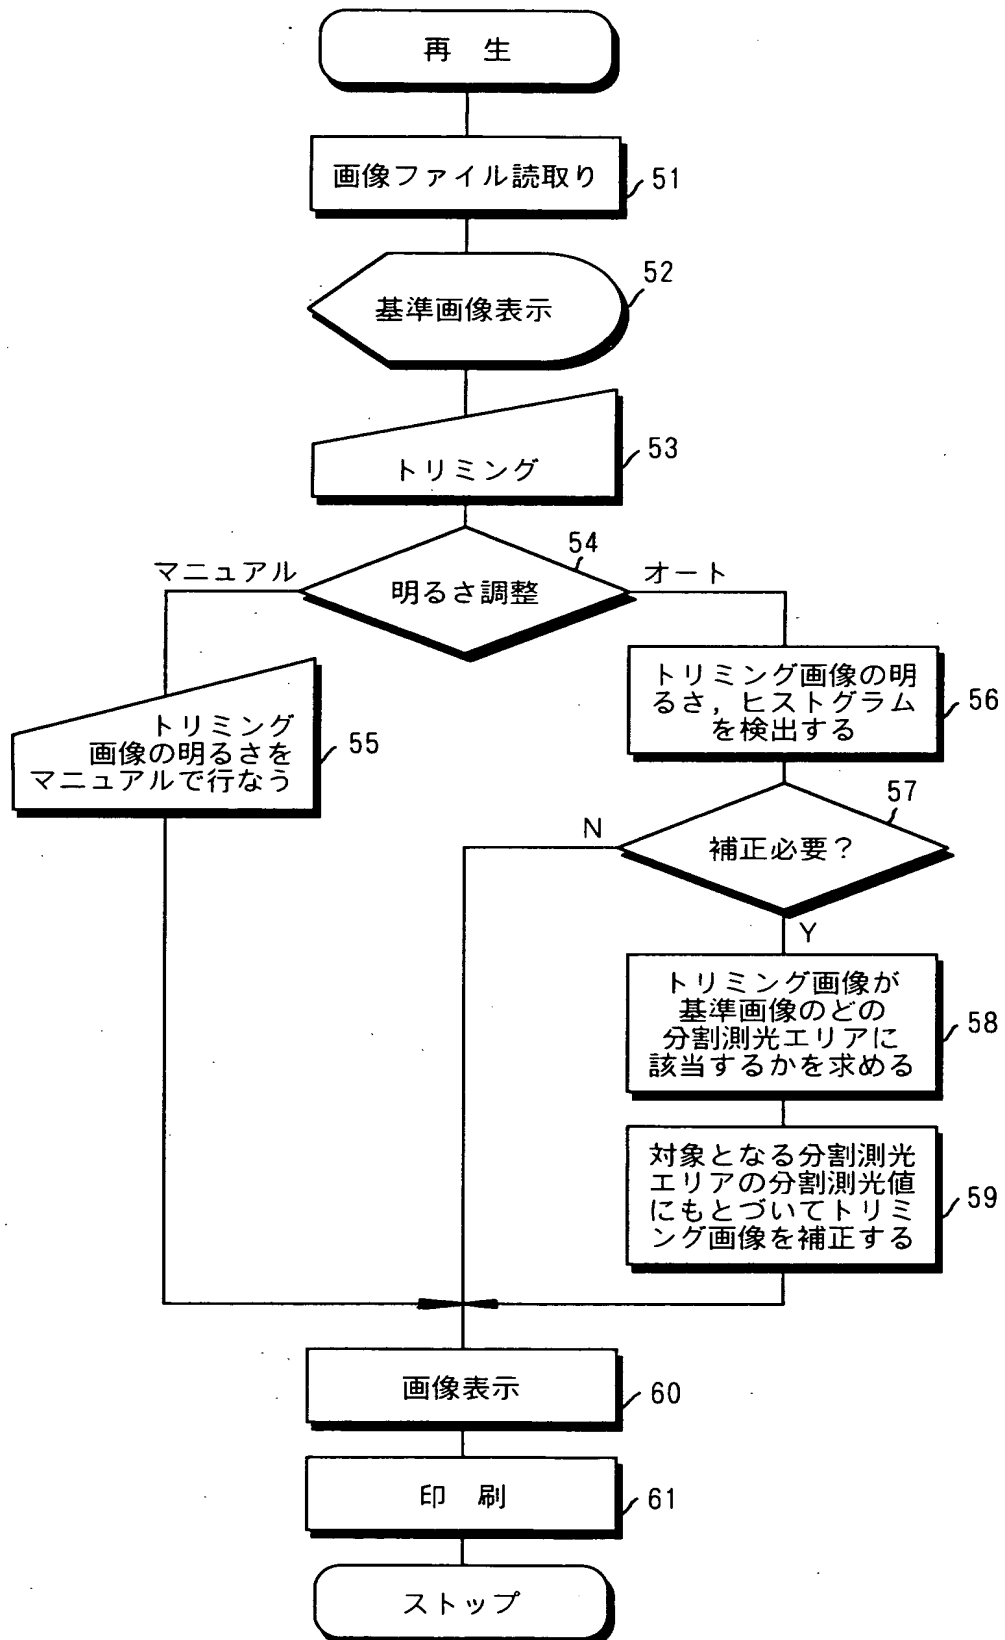 再 生
画像ファイル読取り
51
基準画像表示
52
トリミング
53
明るさ調整
54
マニュアル
オート
トリミング
画像の明るさを
マニュアルで行なう
55
トリミング画像の明
るさ，ヒストグラム
を検出する
56
補正必要？
57
N
Y
トリミング画像が
基準画像のどの
分割測光エリアに
該当するかを求める
58
対象となる分割測光
エリアの分割測光値
にもとづいてトリミ
ング画像を補正する
59
画像表示
60
印 刷
61
ストップ